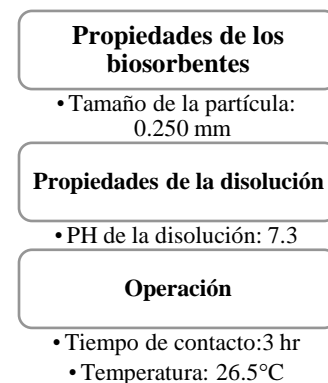 Propiedades de los
biosorbentes
• Tamaño de la partícula:
0.250 mm
Propiedades de la disolución
• PH de la disolución: 7.3
Operación
• Tiempo de contacto:3 hr
• Temperatura: 26.5°C